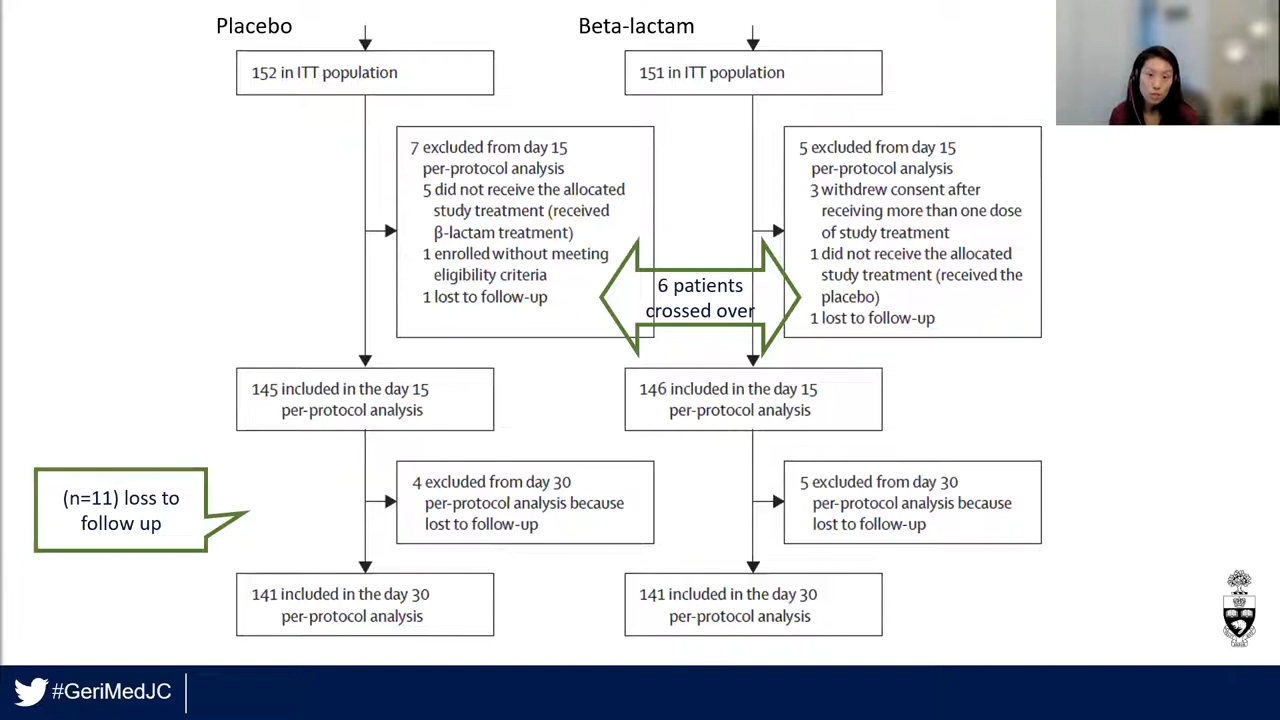 Placebo
Beta-lactam
152 in ITT population
151 in ITT population
7 excluded from day 15
per-protocol analysis
5 did not receive the allocated
study treatment (received
β-lactam treatment)
1 enrolled without meeting
eligibility criteria
1 lost to follow-up
5 excluded from day 15
per-protocol analysis
3 withdrew consent after
receiving more than one dose
of study treatment
1 did not receive the allocated
study treatment (received the
placebo)
1 lost to follow-up
6 patients
crossed over
145 included in the day 15
per-protocol analysis
146 included in the day 15
per-protocol analysis
(n=11) loss to
follow up
4 excluded from day 30
per-protocol analysis because
lost to follow-up
5 excluded from day 30
per-protocol analysis because
lost to follow-up
141 included in the day 30
per-protocol analysis
141 included in the day 30
per-protocol analysis
#GeriMedJC